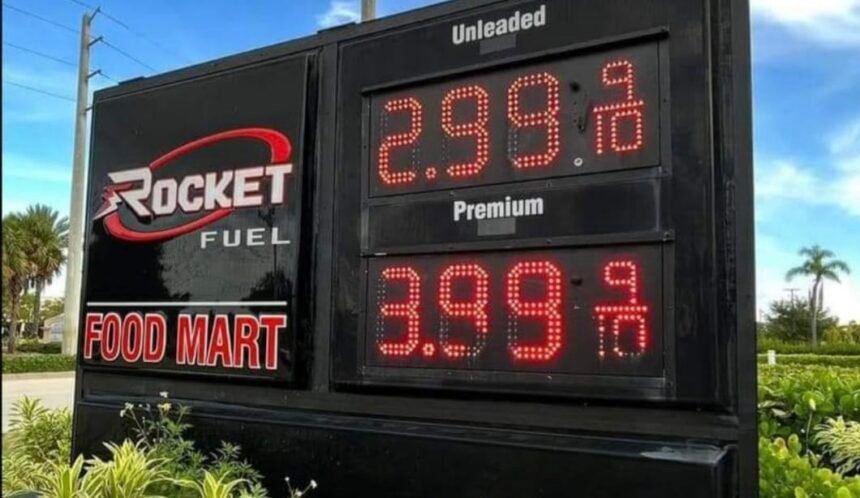 ROCKET
FUEL
FOOD MART
Unleaded
2.99 9/10
Premium
3.99 9/10